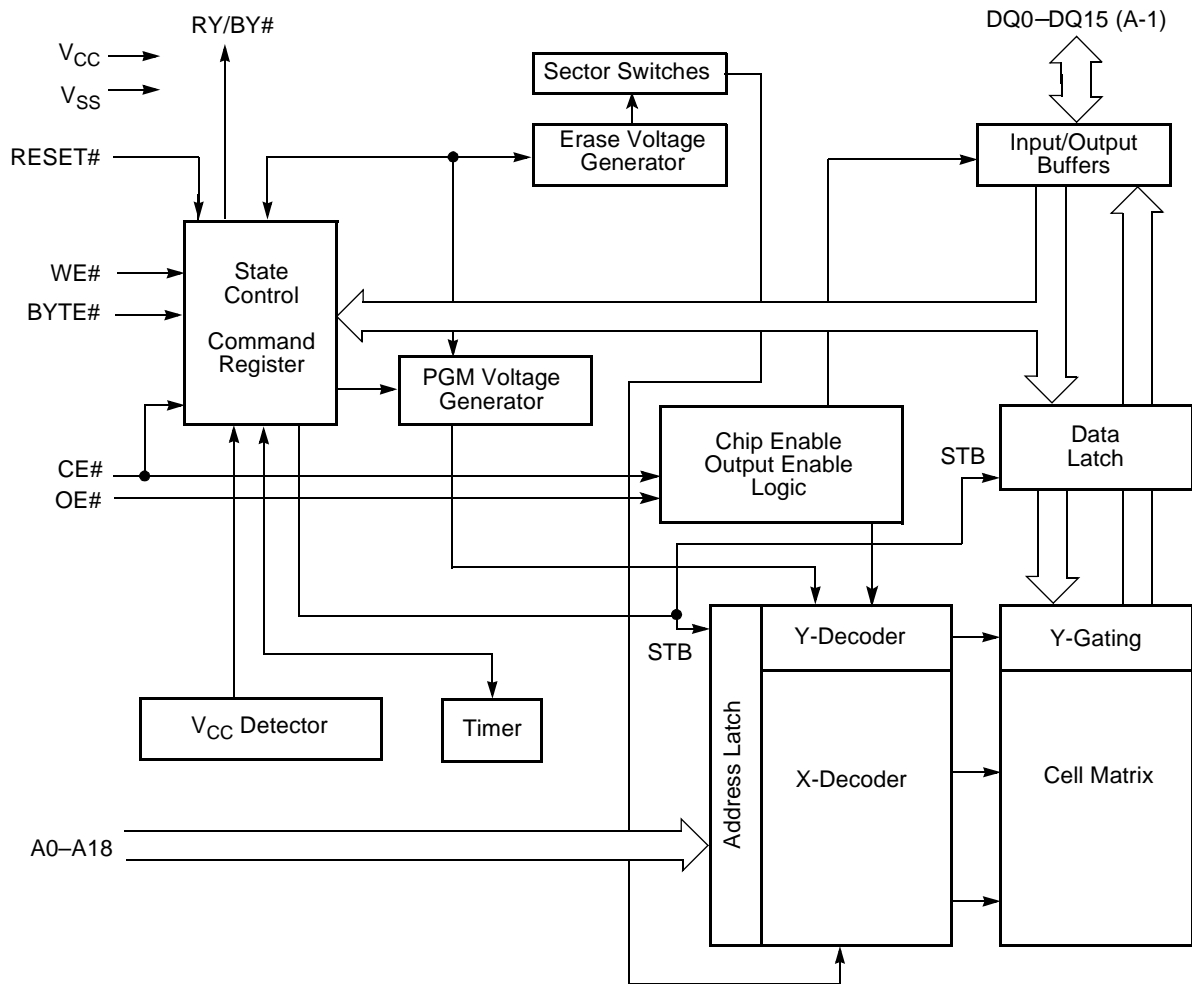 RY/BY#
DQ0–DQ15 (A-1)
VCC
VSS
Sector Switches
Erase Voltage
Generator
Input/Output
Buffers
RESET#
WE#
BYTE#
State
Control
Command
Register
PGM Voltage
Generator
Chip Enable
Output Enable
Logic
Data
Latch
STB
CE#
OE#
STB
Y-Decoder
Y-Gating
VCC Detector
Timer
Address Latch
X-Decoder
Cell Matrix
A0–A18